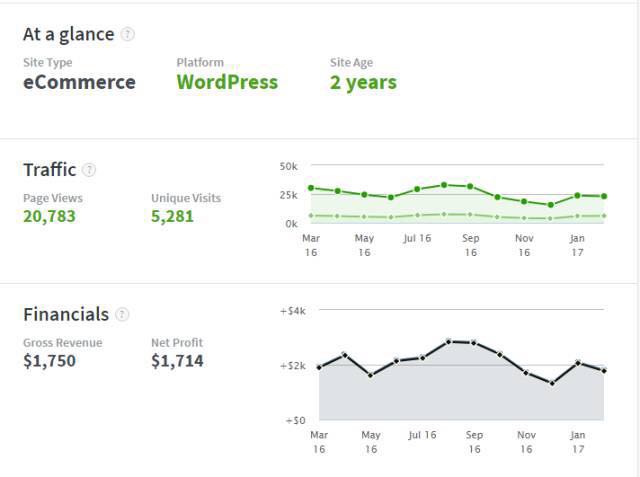 At a glance ?
Site Type Platform Site Age
eCommerce WordPress 2 years
Traffic ?
Page Views Unique Visits
20,783 5,281
50k
25k
0k
Mar 16 May 16 Jul 16 Sep 16 Nov 16 Jan 17
Financials ?
Gross Revenue Net Profit
$1,750 $1,714
+$4k
+$2k
+$0
Mar 16 May 16 Jul 16 Sep 16 Nov 16 Jan 17